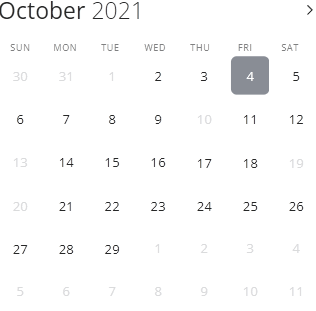 October 2021
SUN MON TUE WED THU FRI SAT
30 31 1 2 3 4 5
6 7 8 9 10 11 12
13 14 15 16 17 18 19
20 21 22 23 24 25 26
27 28 29 1 2 3 4
5 6 7 8 9 10 11